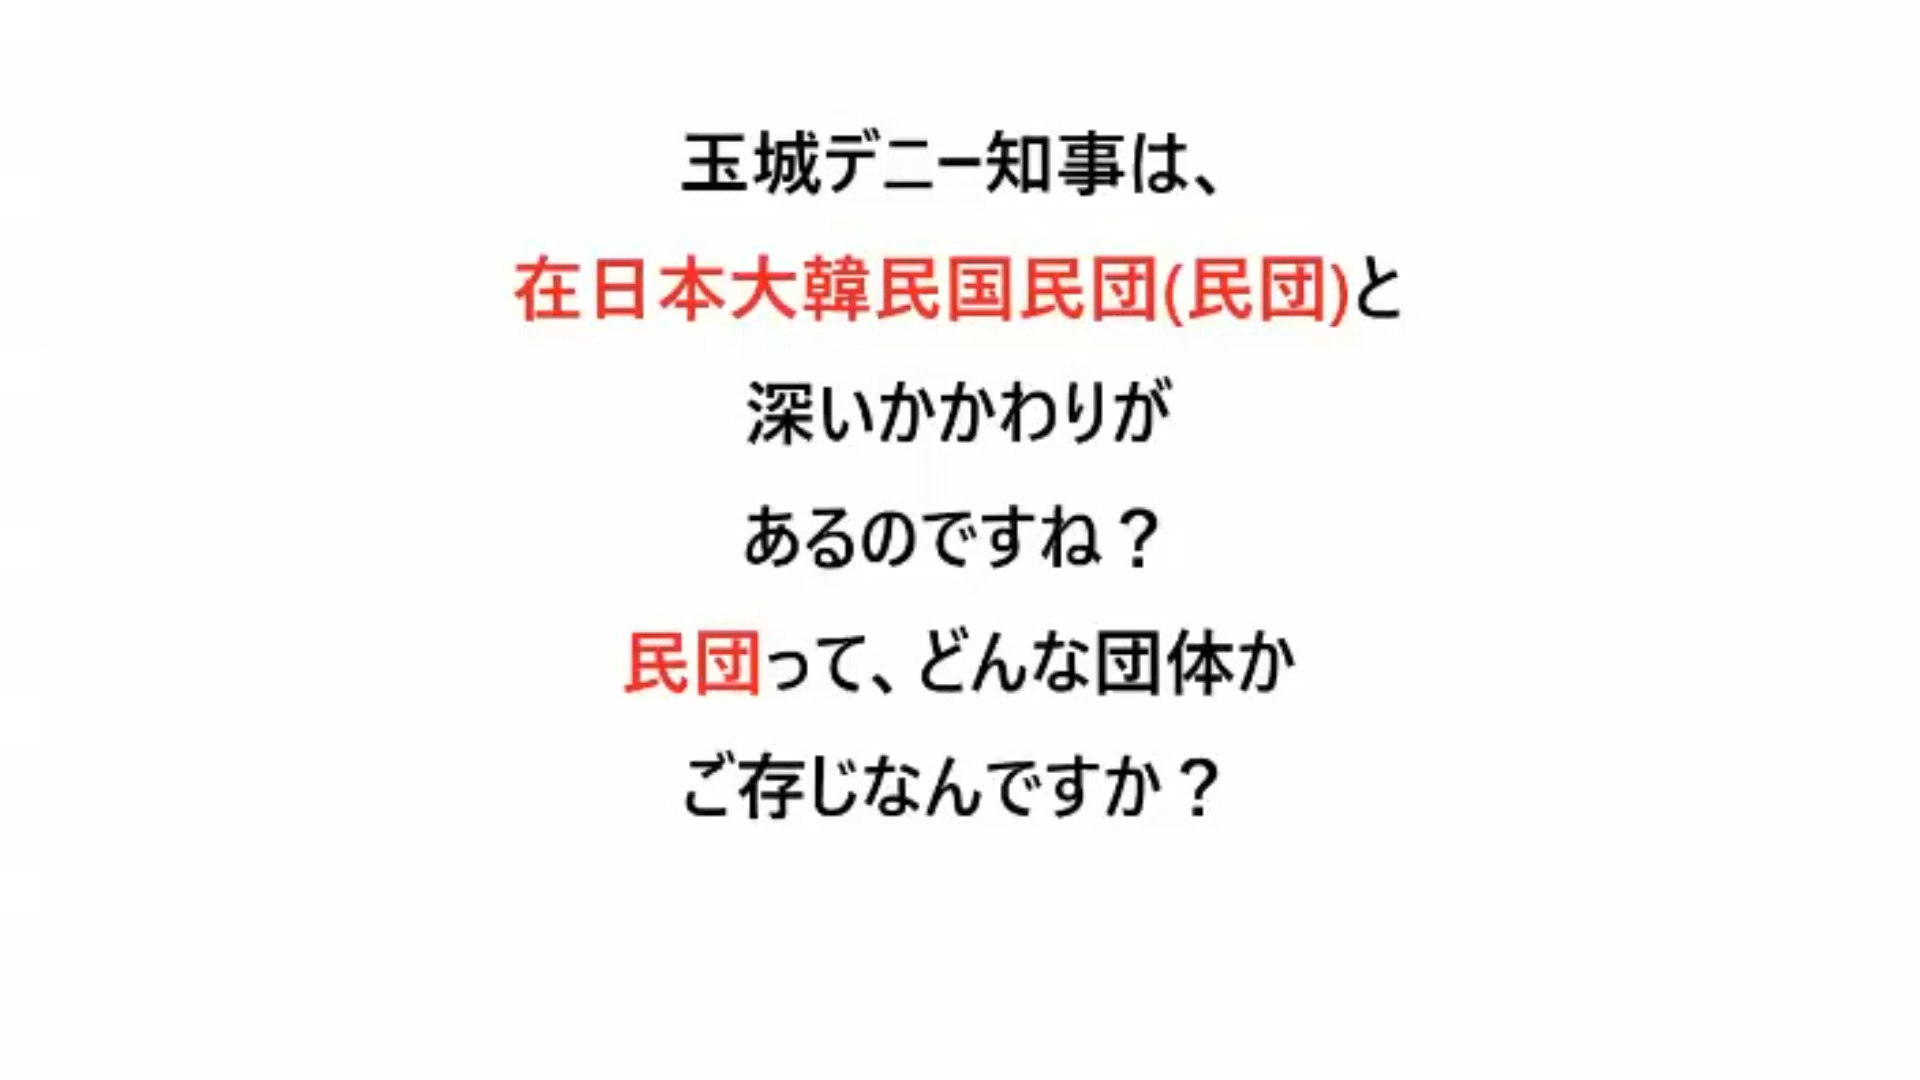 玉城デニー知事は、
在日本大韓民国民団(民団)と
深いかかわりが
あるのですね？
民団って、どんな団体か
ご存じなんですか？